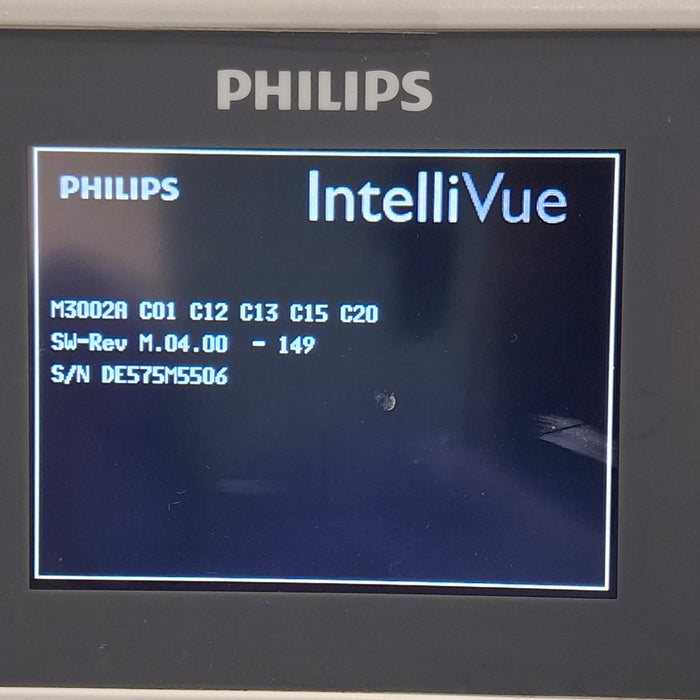 PHILIPS
PHILIPS IntelliVue
M3002A C01 C12 C13 C15 C20
SW-Rev M.04.00 - 149
S/N DE575M5506